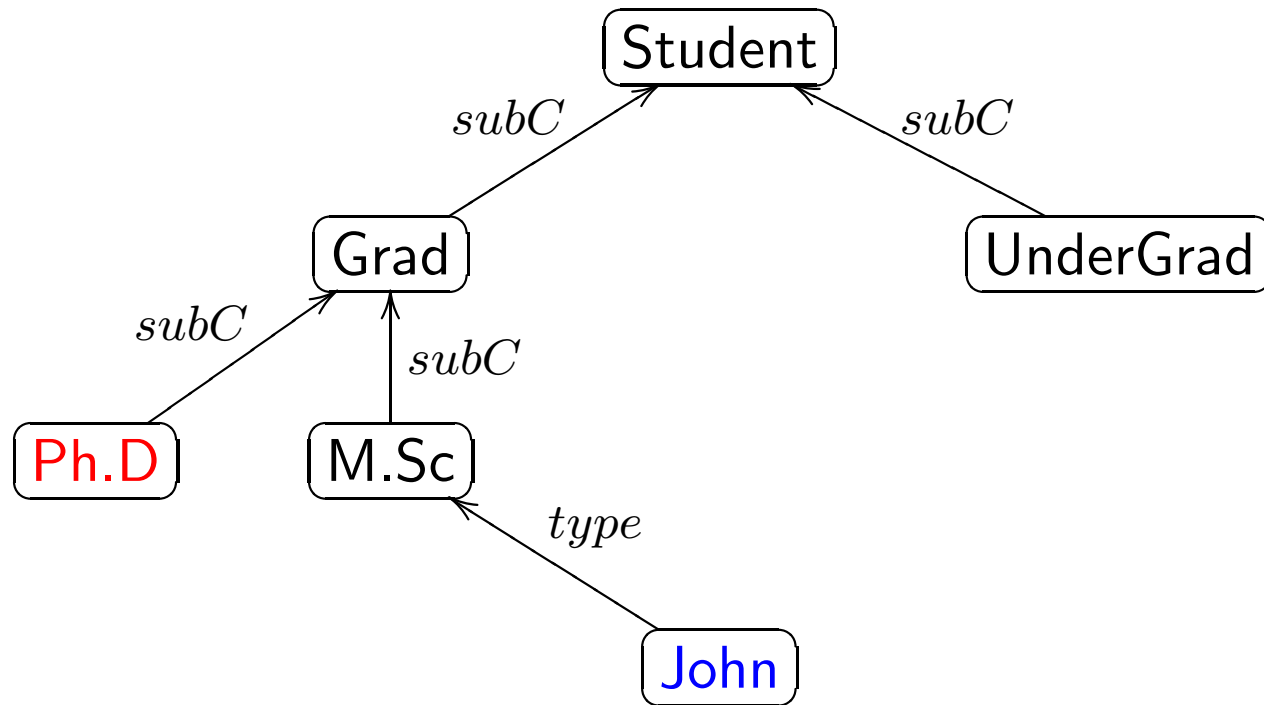 Student
subC
subC
Grad
UnderGrad
subC
subC
Ph.D
M.Sc
type
John